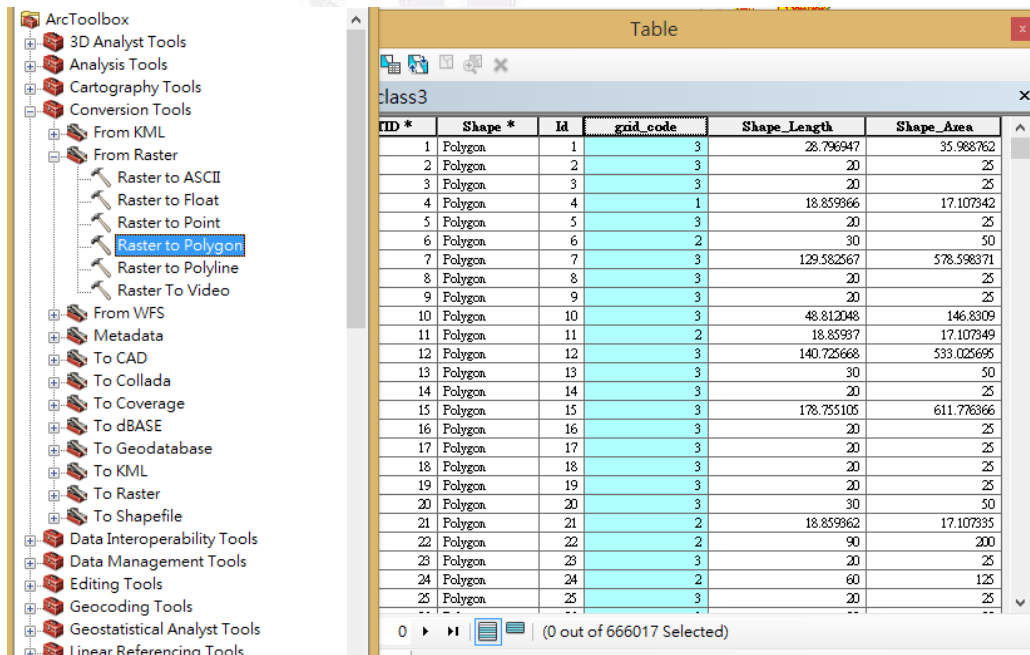 ArcToolbox
3D Analyst Tools
Analysis Tools
Cartography Tools
Conversion Tools
From KML
From Raster
Raster to ASCII
Raster to Float
Raster to Point
Raster to Polygon
Raster to Polyline
Raster To Video
From WFS
Metadata
To CAD
To Collada
To Coverage
To dBASE
To Geodatabase
To KML
To Raster
To Shapefile
Data Interoperability Tools
Data Management Tools
Editing Tools
Geocoding Tools
Geostatistical Analyst Tools
Linear Referencing Tools
Table
class3
TID * Shape * Id grid_code Shape_Length Shape_Area
1 Polygon 1 3 28.796947 35.988762
2 Polygon 2 3 20 25
3 Polygon 3 3 20 25
4 Polygon 4 1 18.859366 17.107342
5 Polygon 5 3 20 25
6 Polygon 6 2 30 50
7 Polygon 7 3 129.582567 578.598371
8 Polygon 8 3 20 25
9 Polygon 9 3 20 25
10 Polygon 10 3 48.812048 146.8309
11 Polygon 11 2 18.85937 17.107349
12 Polygon 12 3 140.725668 533.025695
13 Polygon 13 3 30 50
14 Polygon 14 3 20 25
15 Polygon 15 3 178.755105 611.776366
16 Polygon 16 3 20 25
17 Polygon 17 3 20 25
18 Polygon 18 3 20 25
19 Polygon 19 3 20 25
20 Polygon 20 3 30 50
21 Polygon 21 2 18.859362 17.107335
22 Polygon 22 2 90 200
23 Polygon 23 3 20 25
24 Polygon 24 2 60 125
25 Polygon 25 3 20 25
0 (0 out of 666017 Selected)